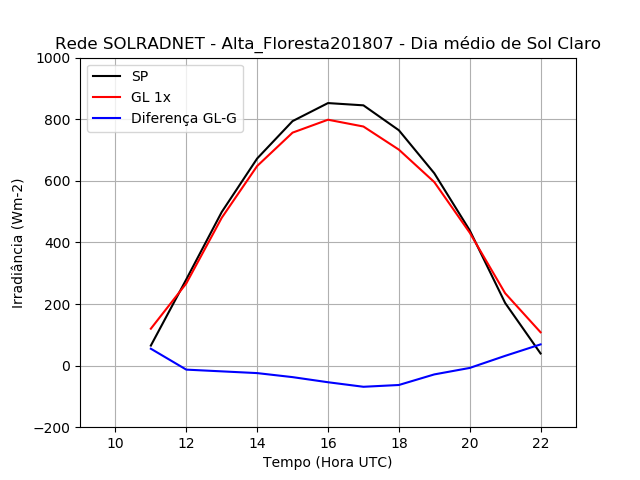 Rede SOLRADNET - Alta_Floresta201807 - Dia médio de Sol Claro
1000
800
600
400
200
0
−200
Irradiância (Wm-2)
SP
GL 1x
Diferença GL-G
10 12 14 16 18 20 22
Tempo (Hora UTC)